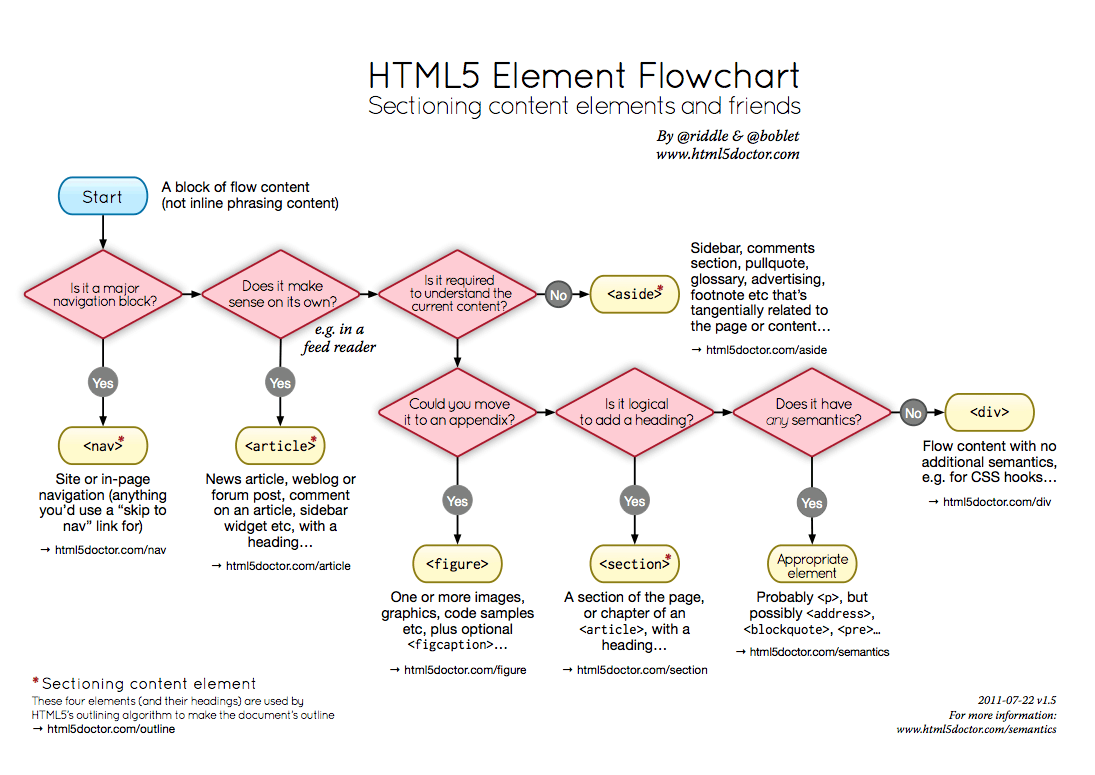 HTML5 Element Flowchart
Sectioning content elements and friends
By @riddle & @boblet
www.html5doctor.com
Start
A block of flow content
(not inline phrasing content)
Is it a major
navigation block?
Does it make
sense on its own?
e.g. in a
feed reader
Is it required
to understand the
current content?
No
<aside>*
Sidebar, comments
section, pullquote,
glossary, advertising,
footnote etc that's
tangentially related to
the page or content…
→ html5doctor.com/aside
Yes
<nav>*
Site or in-page
navigation (anything
you'd use a “skip to
nav” link for)
→ html5doctor.com/nav
Yes
<article>*
News article, weblog or
forum post, comment
on an article, sidebar
widget etc, with a
heading…
→ html5doctor.com/article
Could you move
it to an appendix?
Is it logical
to add a heading?
Does it have
any semantics?
No
<div>
Flow content with no
additional semantics,
e.g. for CSS hooks…
→ html5doctor.com/div
Yes
<figure>
One or more images,
graphics, code samples
etc, plus optional
<figcaption>…
→ html5doctor.com/figure
Yes
<section>*
A section of the page,
or chapter of an
<article>, with a
heading…
→ html5doctor.com/section
Yes
Appropriate
element
Probably <p>, but
possibly <address>,
<blockquote>, <pre>…
→ html5doctor.com/semantics
* Sectioning content element
These four elements (and their headings) are used by
HTML5's outlining algorithm to make the document's outline
→ html5doctor.com/outline
2011-07-22 v1.5
For more information:
www.html5doctor.com/semantics